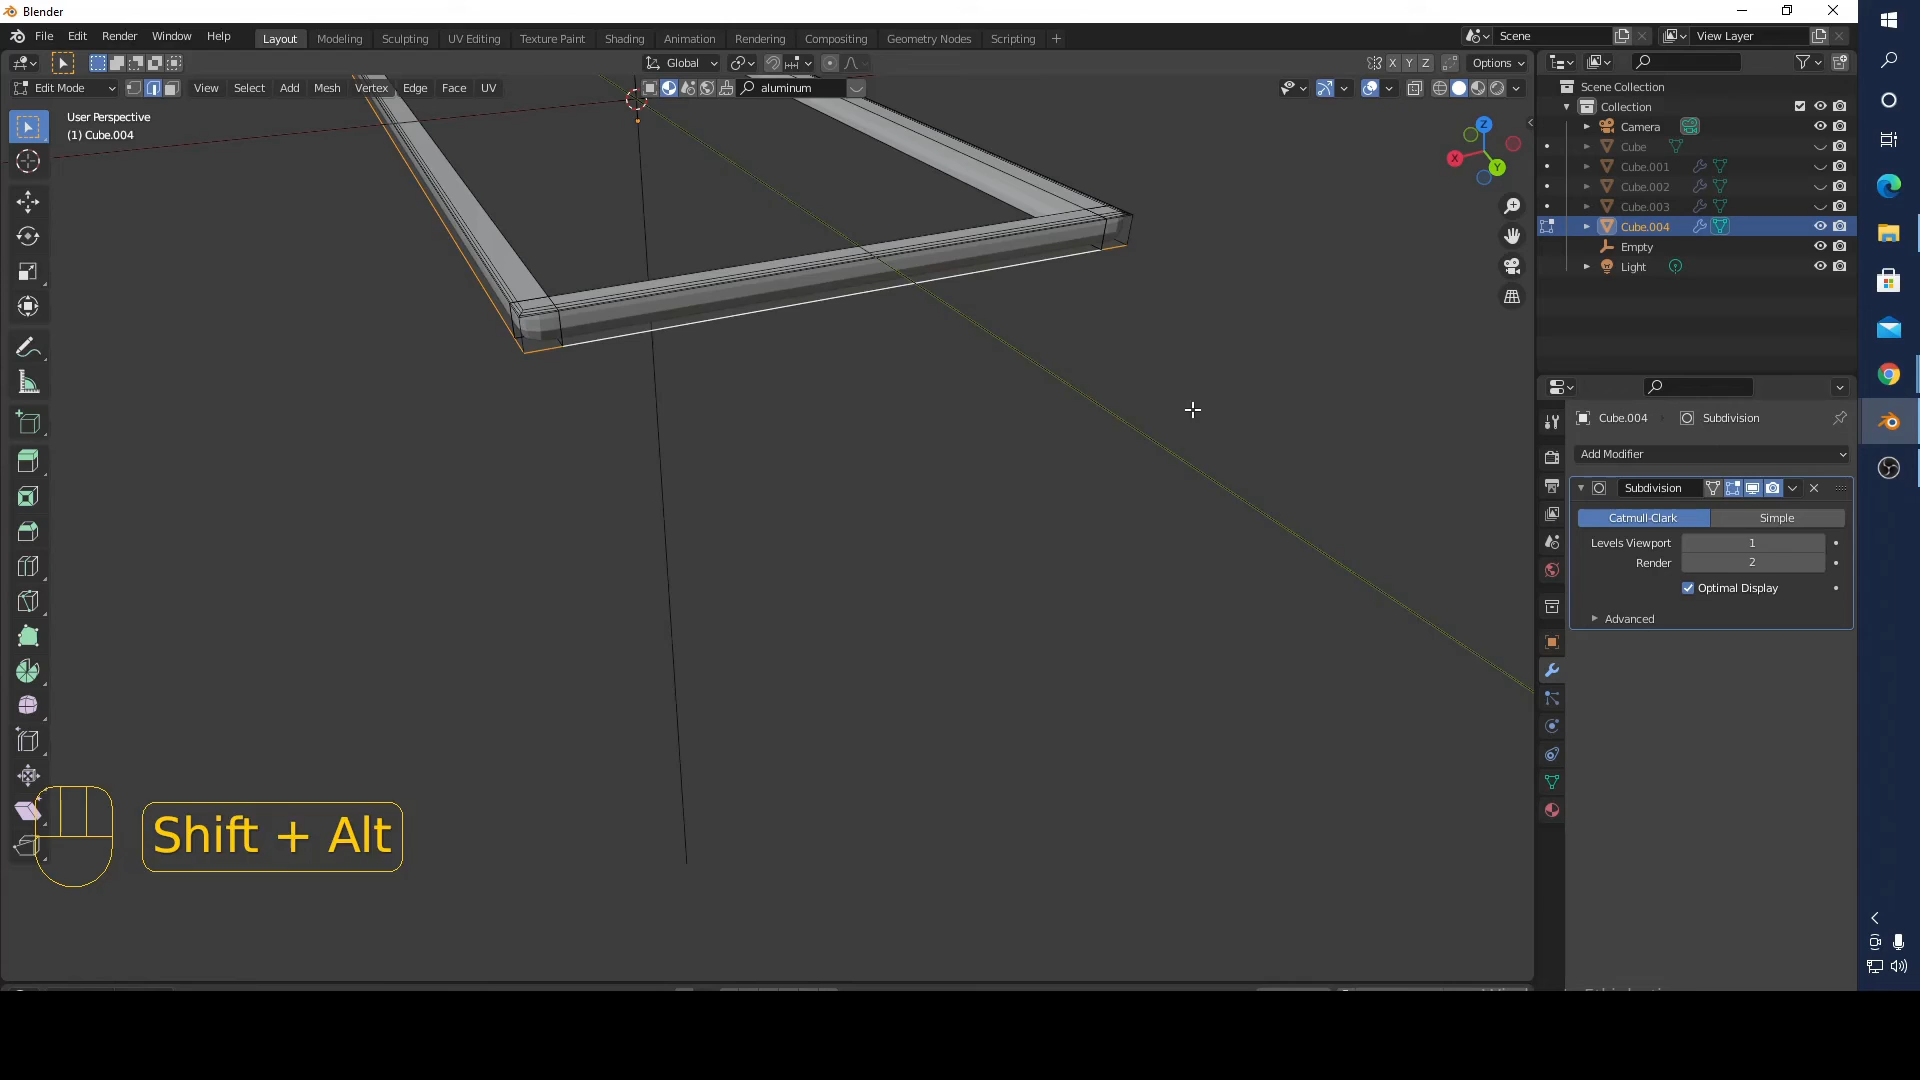 Blender
File Edit Render Window Help
Layout Modeling Sculpting UV Editing Texture Paint Shading Animation Rendering Compositing Geometry Nodes Scripting +
Scene
View Layer
Global
X Y Z
Options
Edit Mode
View Select Add Mesh Vertex Edge Face UV
aluminum
User Perspective
(1) Cube.004
Z
X
Y
Scene Collection
Collection
Camera
Cube
Cube.001
Cube.002
Cube.003
Cube.004
Empty
Light
Cube.004
Subdivision
Add Modifier
Subdivision
Catmull-Clark
Simple
Levels Viewport 1
Render 2
Optimal Display
Advanced
Shift + Alt